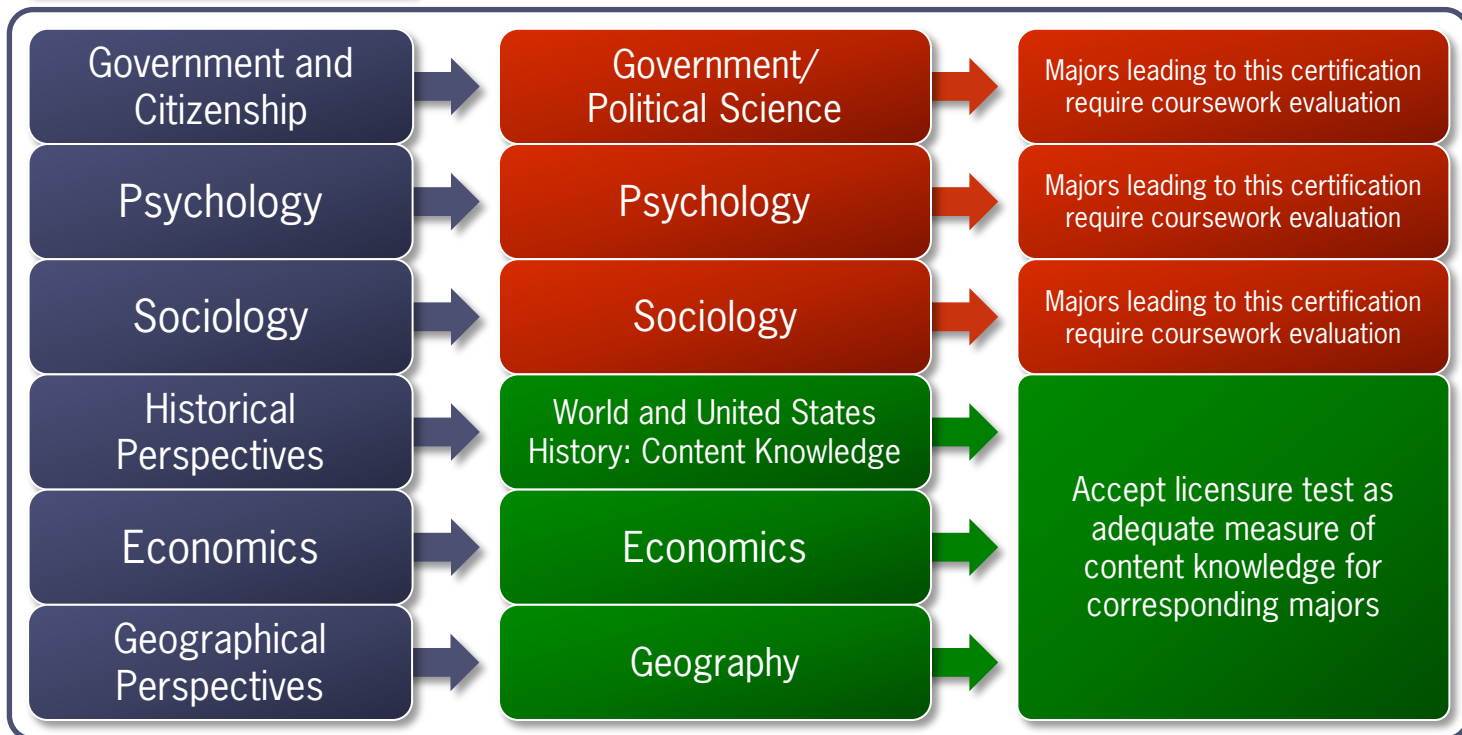 Government and
Citizenship
Government/
Political Science
Majors leading to this certification
require coursework evaluation
Psychology
Psychology
Majors leading to this certification
require coursework evaluation
Sociology
Sociology
Majors leading to this certification
require coursework evaluation
Historical
Perspectives
World and United States
History: Content Knowledge
Economics
Economics
Geographical
Perspectives
Geography
Accept licensure test as
adequate measure of
content knowledge for
corresponding majors